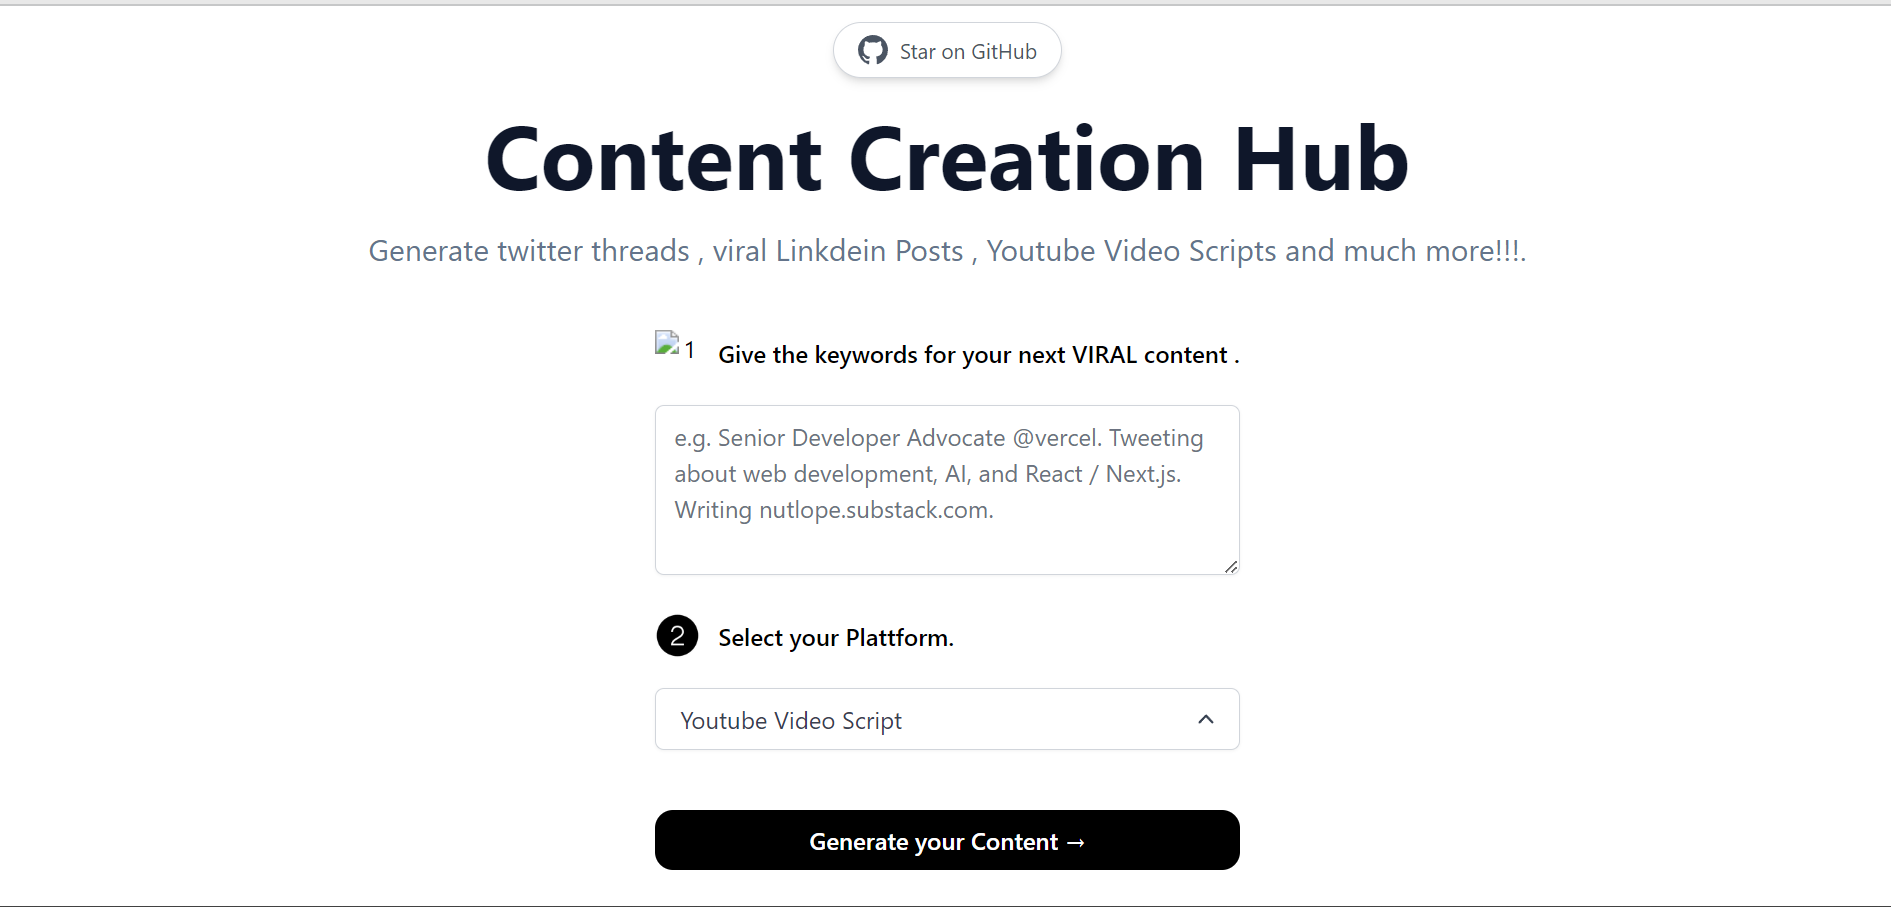 Star on GitHub
Content Creation Hub
Generate twitter threads , viral Linkdein Posts , Youtube Video Scripts and much more!!!.
1 Give the keywords for your next VIRAL content .
e.g. Senior Developer Advocate @vercel. Tweeting
about web development, AI, and React / Next.js.
Writing nutlope.substack.com.
2 Select your Plattform.
Youtube Video Script
Generate your Content →